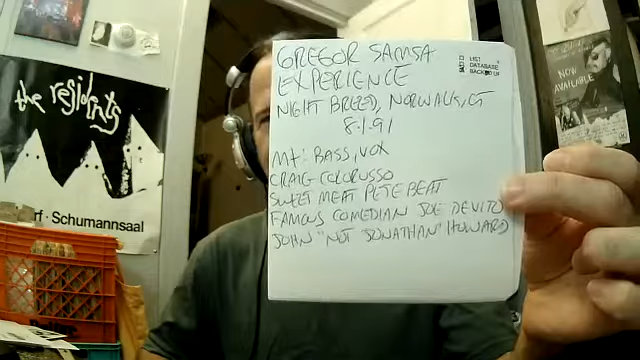 GREGOR SAMSA
EXPERIENCE
NIGHT BREED, NORWALK, CT
8.1.91
ME: BASS, VOX
CRAIG COLORUSSO
SWEET MEAT PETE BEAT
FAMOUS COMEDIAN JOE DEVITO
JOHN "NOT JONATHAN" HOWARD
LIST
DATABASE
BACKED UP
the residents
rf · Schumannsaal
NOW
AVAILABLE